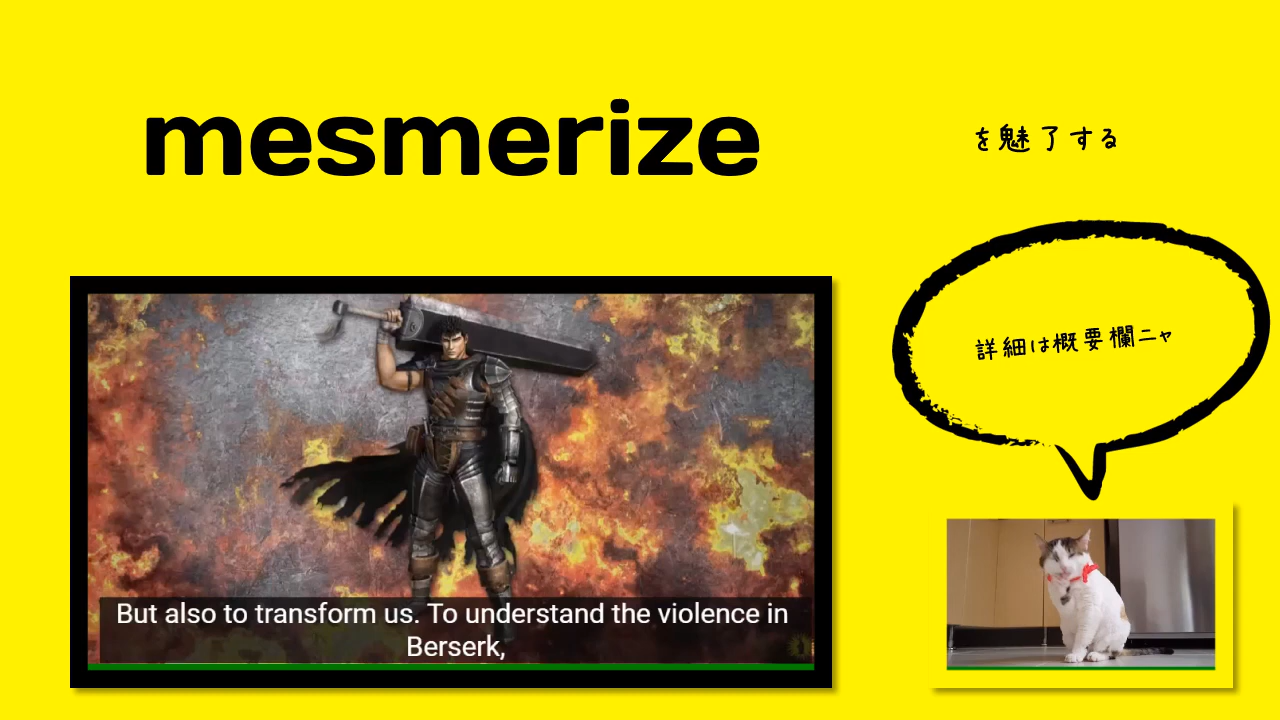 mesmerize
を魅了する
詳細は概要欄ニャ
But also to transform us. To understand the violence in
Berserk,